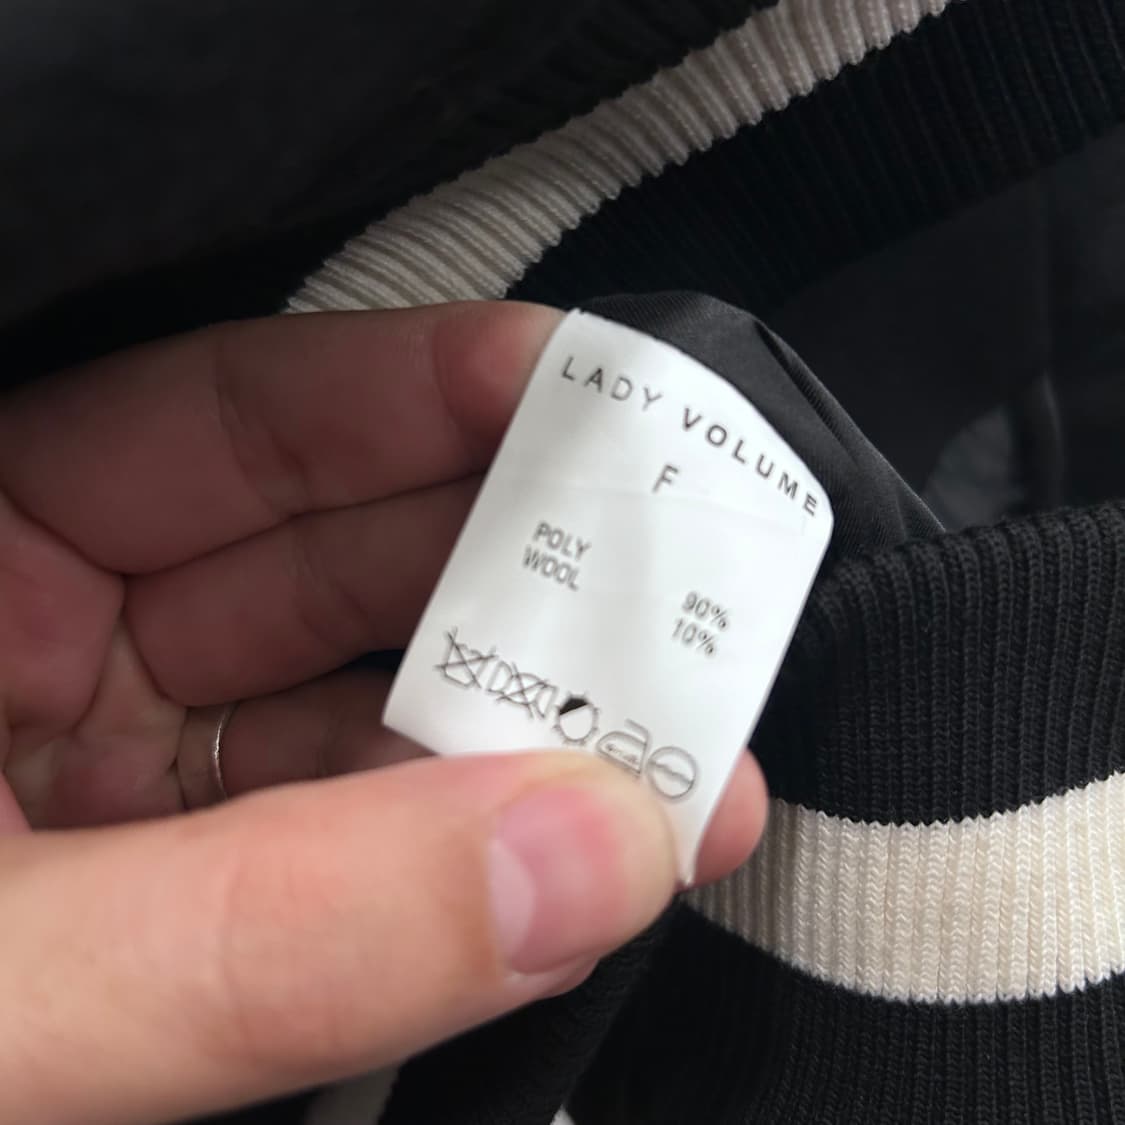 LADY VOLUME
F
POLY 90%
WOOL 10%